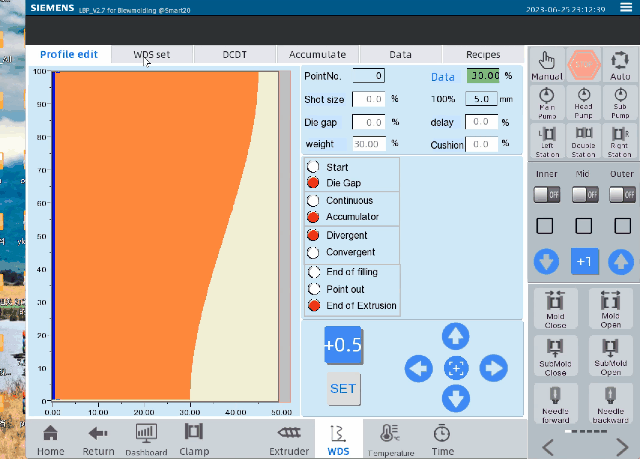 SIEMENS LBP_V2.7 for Blewmolding @Smart20 2023-06-25 23:12:39
Profile edit WDS set DCDT Accumulate Data Recipes
PointNo. 0 Data 30.00 %
Shot size 0.0 % 100% 5.0 mm
Die gap 0.0 % delay 0.0 %
weight 30.00 % Cushion 0.0 %
Start
Die Gap
Continuous
Accumulator
Divergent
Convergent
End of filling
Point out
End of Extrusion
+0.5
SET
100
90
80
70
60
50
40
30
20
10
0
0.00 10.00 20.00 30.00 40.00 50.00
Manual Auto
Main Pump
Head Pump
Sub Pump
L
Left Station
Double Station
R
Right Station
Inner Mid Outer
OFF OFF OFF
+1
Mold Close
Mold Open
SubMold Close
SubMold Open
Needle forward
Needle backward
Home Return Dashboard Clamp Extruder WDS Temperature Time